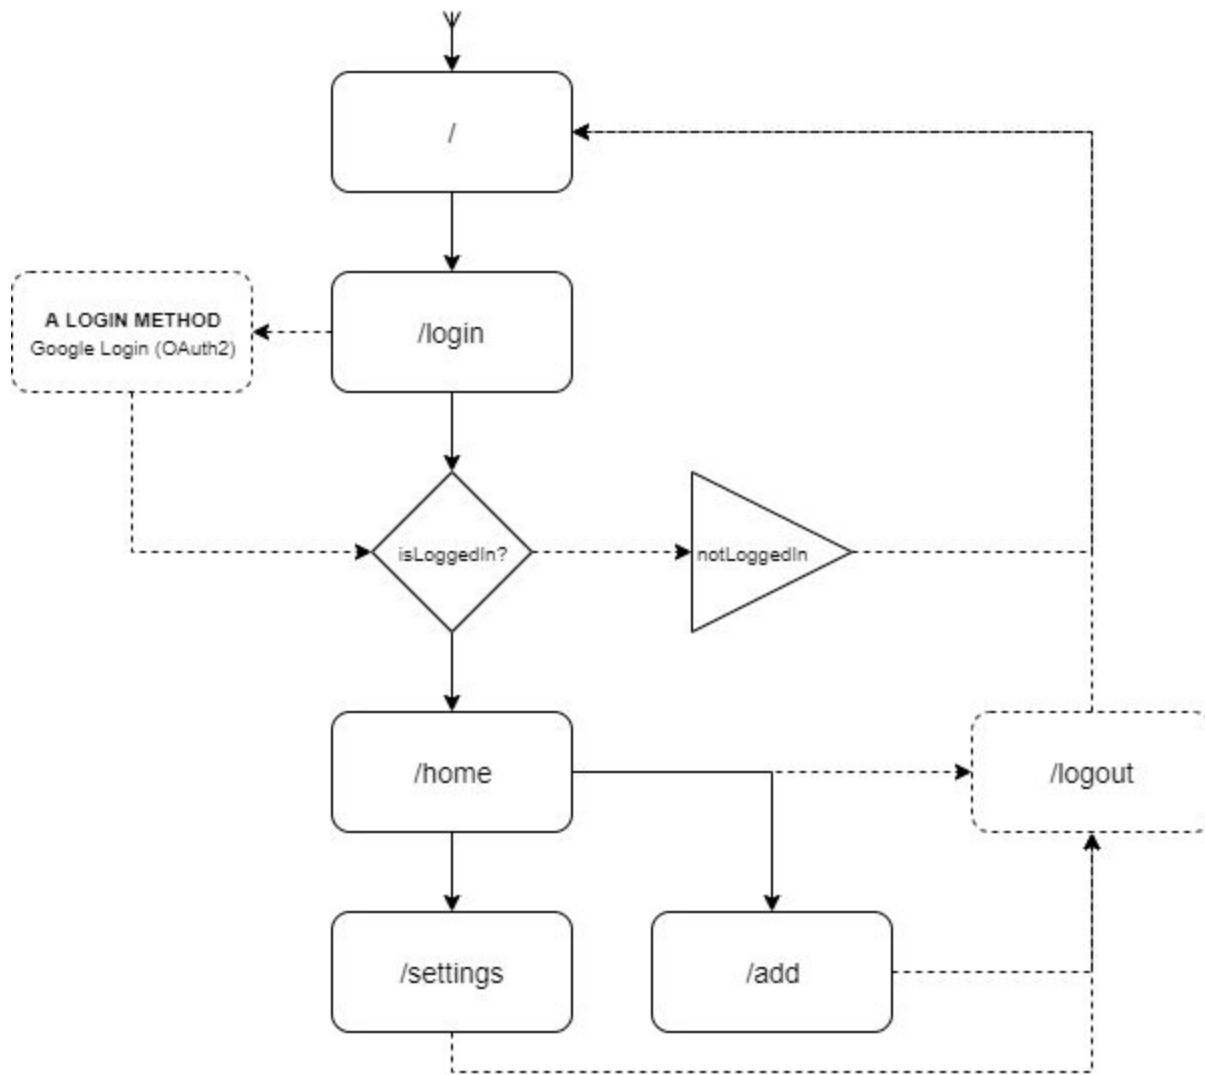 /
/login
A LOGIN METHOD
Google Login (OAuth2)
isLoggedIn?
notLoggedIn
/home
/logout
/settings
/add